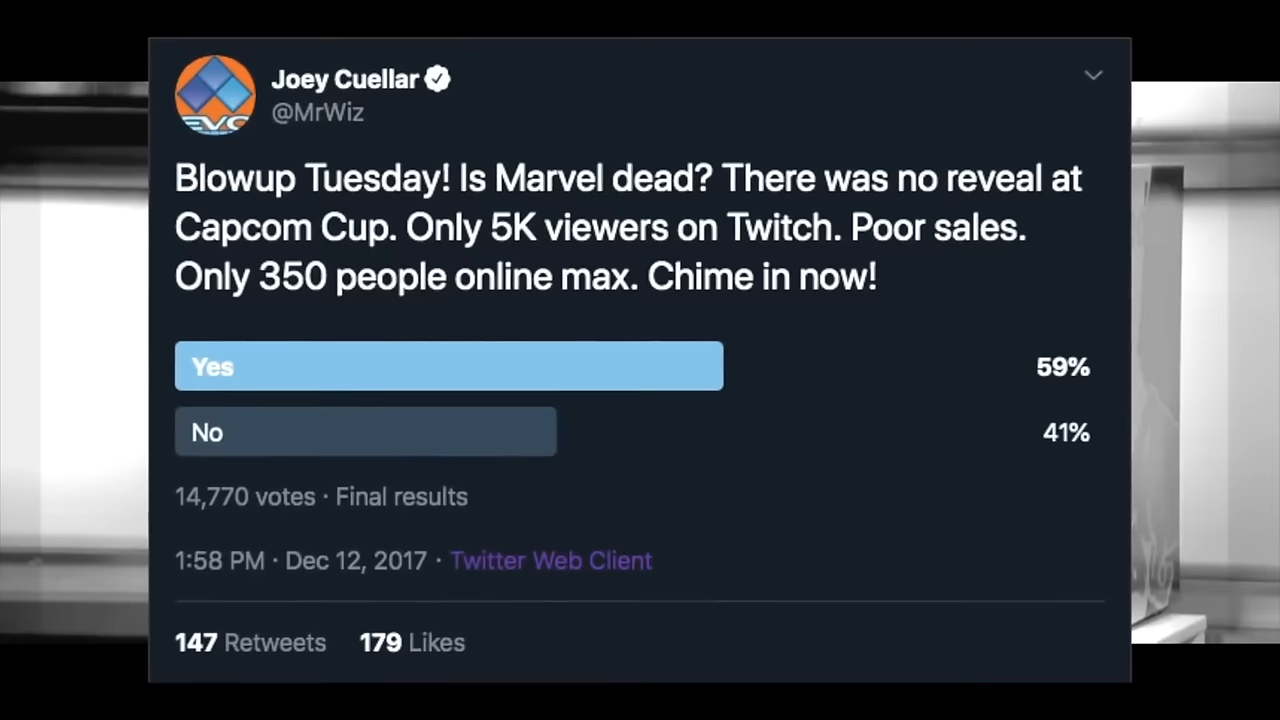 EVO
Joey Cuellar
@MrWiz
Blowup Tuesday! Is Marvel dead? There was no reveal at
Capcom Cup. Only 5K viewers on Twitch. Poor sales.
Only 350 people online max. Chime in now!
Yes 59%
No 41%
14,770 votes · Final results
1:58 PM · Dec 12, 2017 · Twitter Web Client
147 Retweets 179 Likes